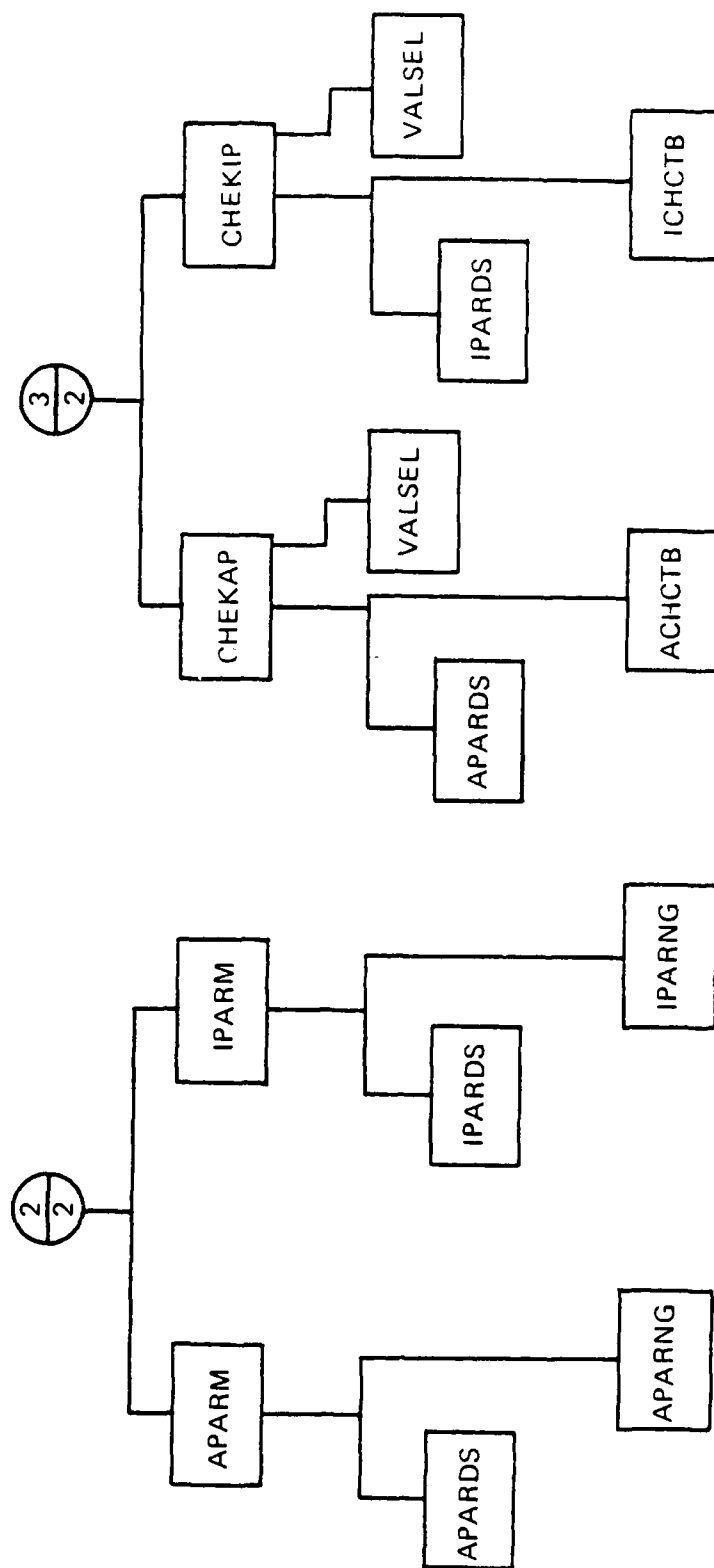 2
2
APARM
IPARM
APARDS
APARNG
IPARDS
IPARNG
3
2
CHEKAP
CHEKIP
VALSEL
VALSEL
APARDS
ACHCTB
IPARDS
ICHCTB